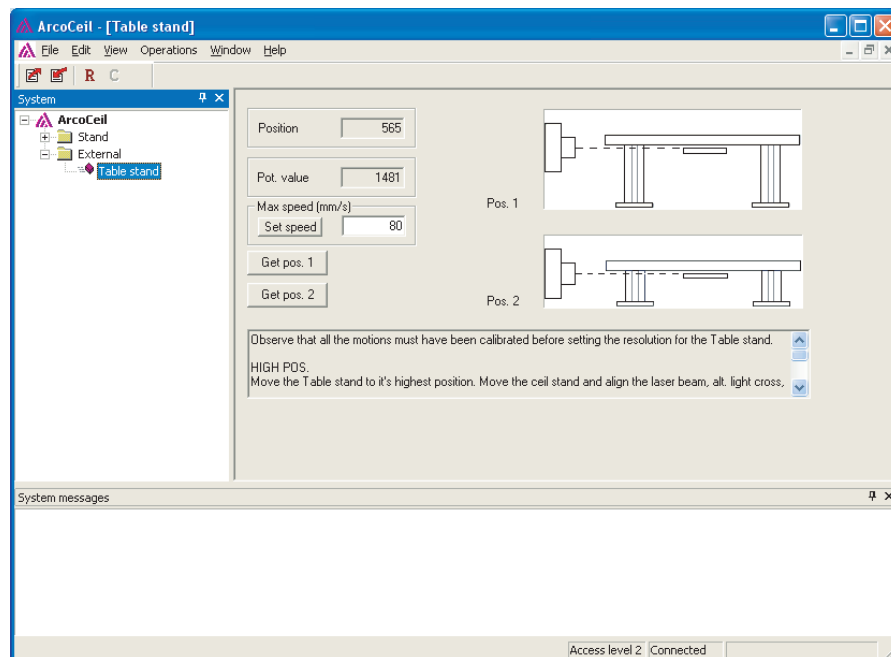 ArcoCeil - [Table stand]
File Edit View Operations Window Help
R C
System
ArcoCeil
Stand
External
Table stand
Position 565
Pot. value 1481
Max speed (mm/s)
Set speed 80
Get pos. 1
Get pos. 2
Pos. 1
Pos. 2
Observe that all the motions must have been calibrated before setting the resolution for the Table stand.
HIGH POS.
Move the Table stand to it's highest position. Move the ceil stand and align the laser beam, alt. light cross,
System messages
Access level 2 Connected